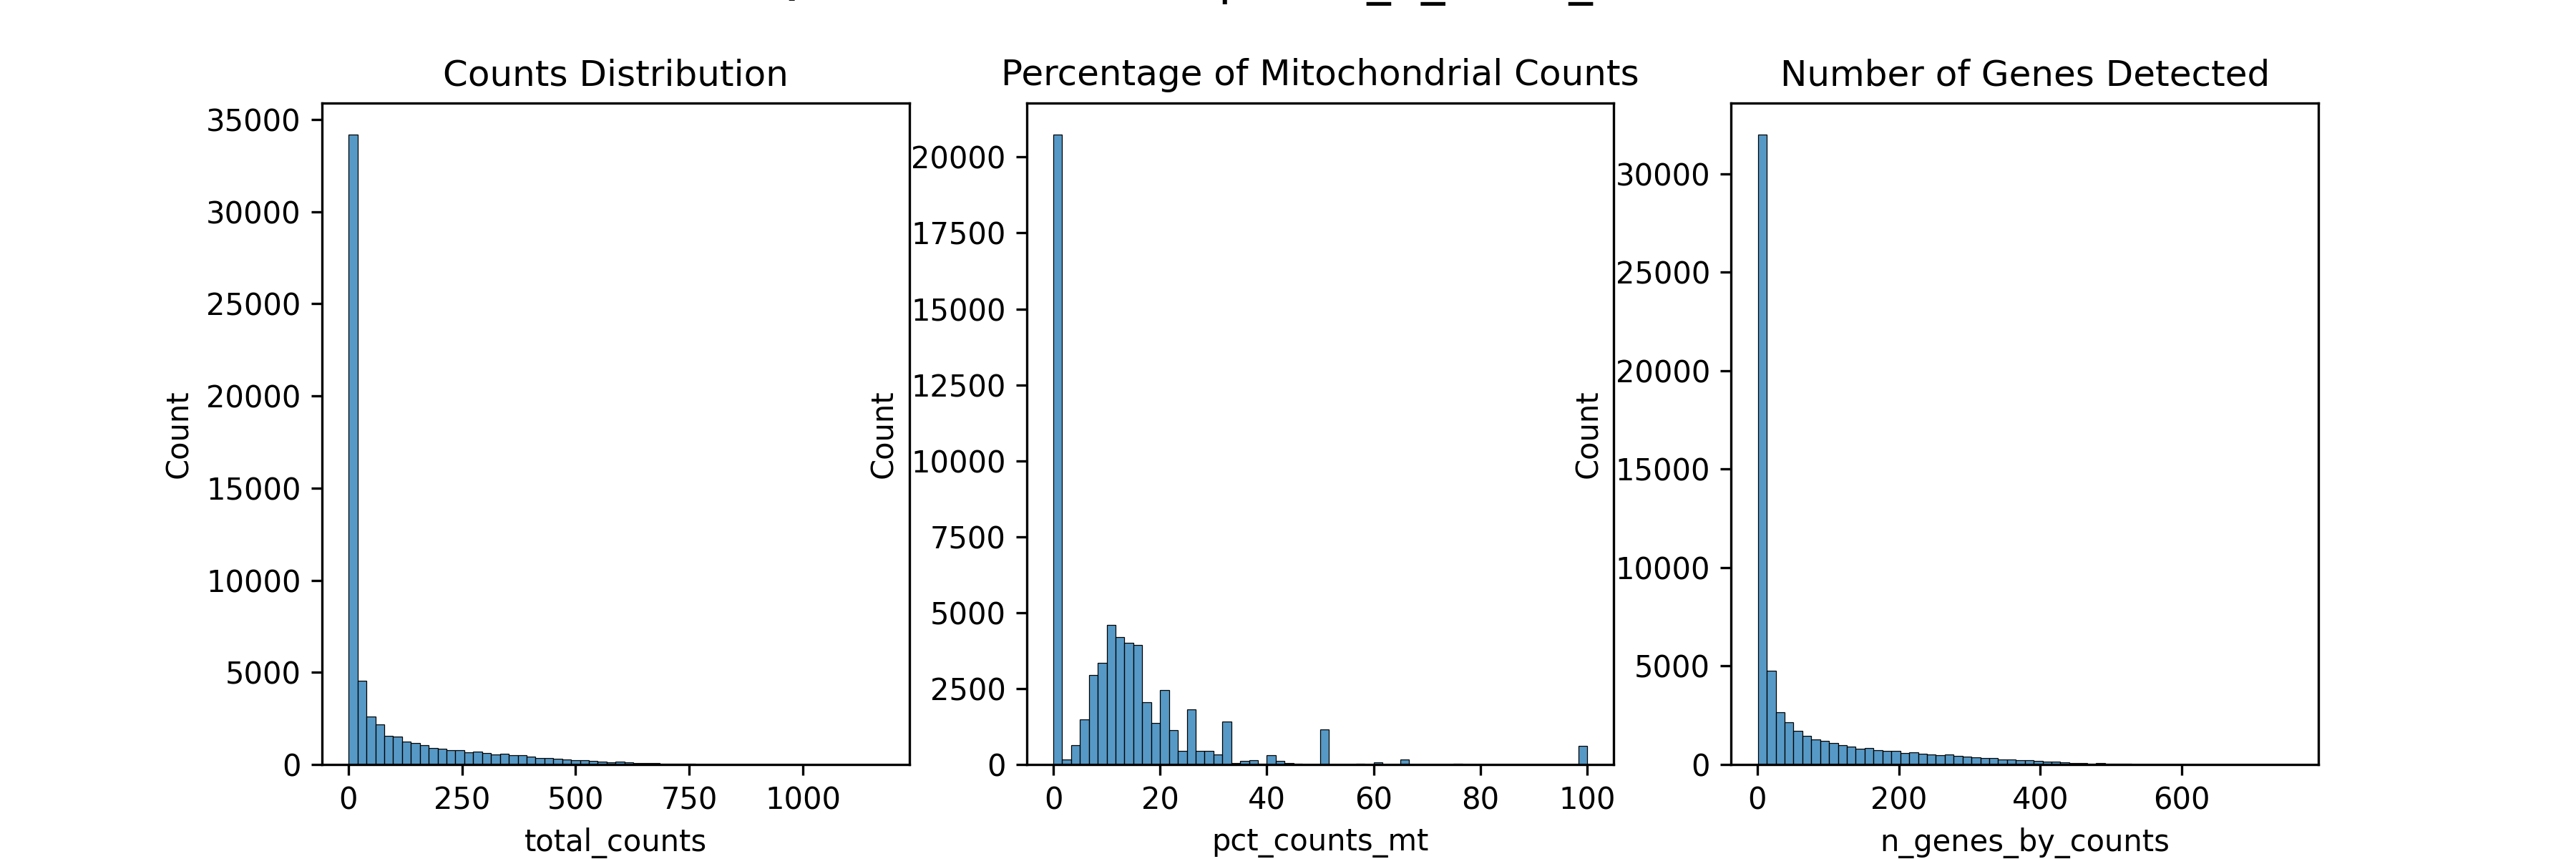 Counts Distribution
35000
30000
25000
20000
15000
10000
5000
0
Count
0 250 500 750 1000
total_counts
Percentage of Mitochondrial Counts
20000
17500
15000
12500
10000
7500
5000
2500
0
Count
0 20 40 60 80 100
pct_counts_mt
Number of Genes Detected
30000
25000
20000
15000
10000
5000
0
Count
0 200 400 600
n_genes_by_counts